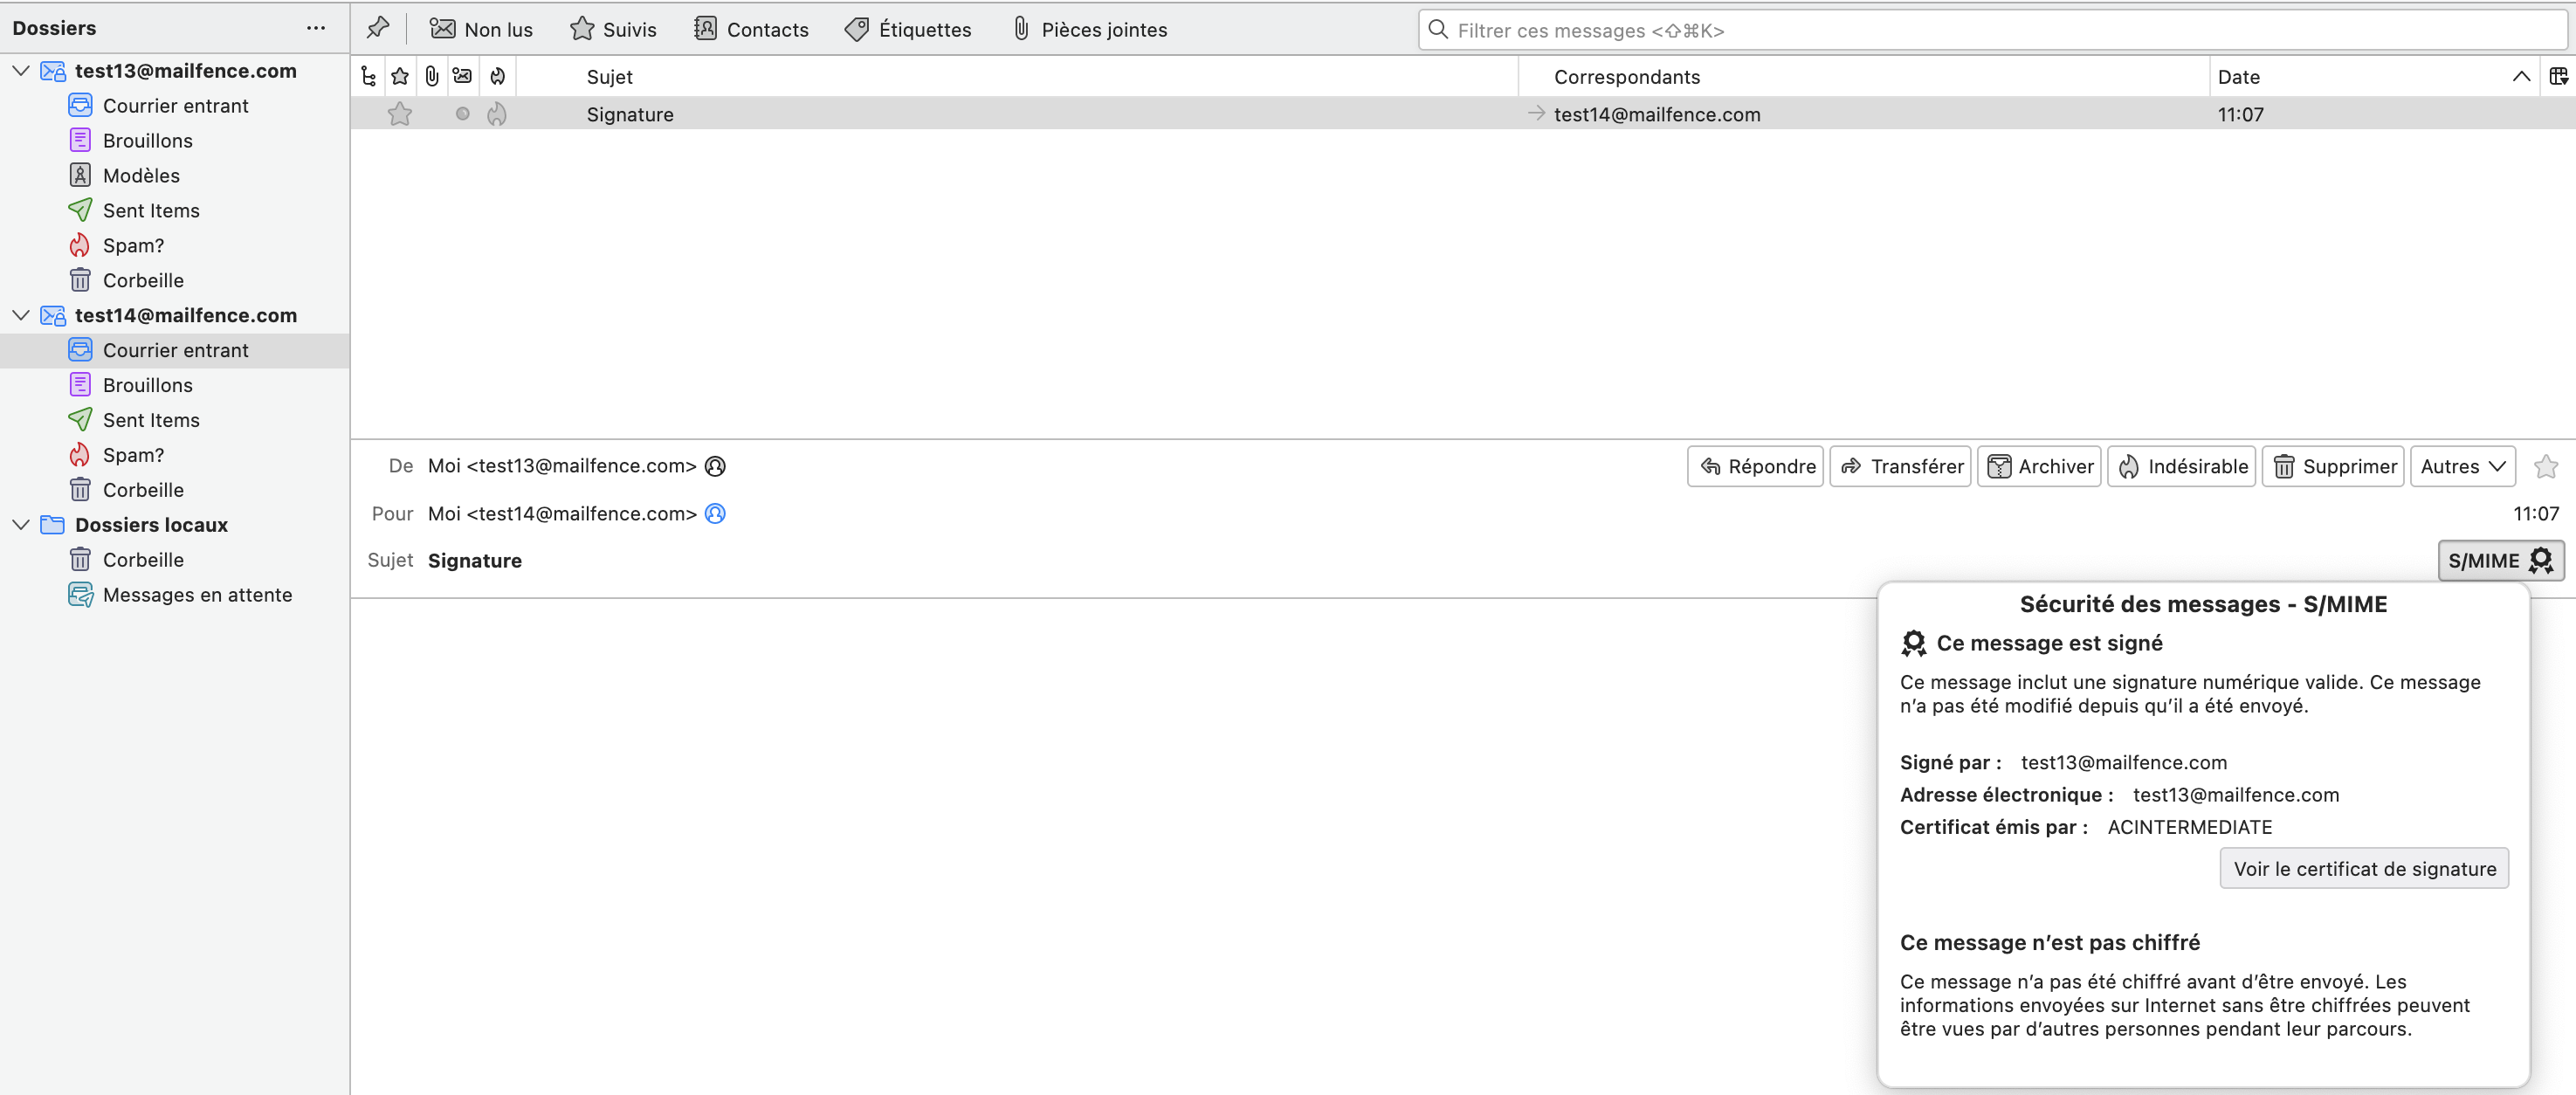 Dossiers
Non lus
Suivis
Contacts
Étiquettes
Pièces jointes
Filtrer ces messages <⇧⌘K>
test13@mailfence.com
Courrier entrant
Brouillons
Modèles
Sent Items
Spam?
Corbeille
test14@mailfence.com
Courrier entrant
Brouillons
Sent Items
Spam?
Corbeille
Dossiers locaux
Corbeille
Messages en attente
Sujet Correspondants Date
Signature test14@mailfence.com 11:07
De Moi <test13@mailfence.com>
Répondre
Transférer
Archiver
Indésirable
Supprimer
Autres
Pour Moi <test14@mailfence.com>
11:07
Sujet Signature
S/MIME
Sécurité des messages - S/MIME
Ce message est signé
Ce message inclut une signature numérique valide. Ce message
n’a pas été modifié depuis qu’il a été envoyé.
Signé par : test13@mailfence.com
Adresse électronique : test13@mailfence.com
Certificat émis par : ACINTERMEDIATE
Voir le certificat de signature
Ce message n’est pas chiffré
Ce message n’a pas été chiffré avant d’être envoyé. Les
informations envoyées sur Internet sans être chiffrées peuvent
être vues par d’autres personnes pendant leur parcours.